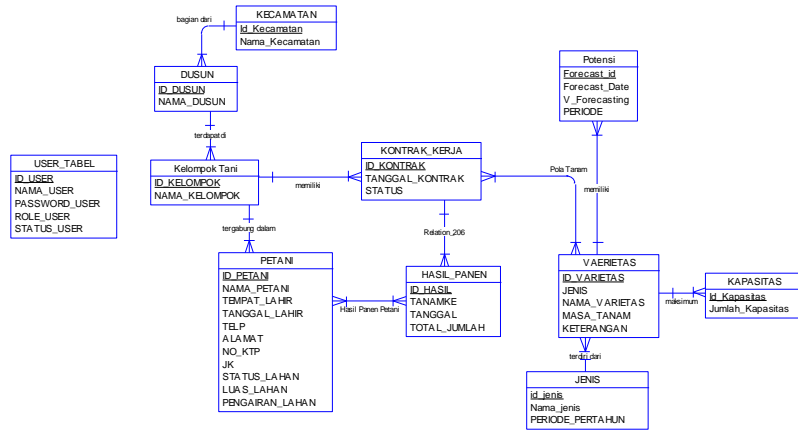 KECAMATAN
Id_Kecamatan
Nama_Kecamatan
bagian dari
DUSUN
ID_DUSUN
NAMA_DUSUN
terdapatdi
Potensi
Forecast_id
Forecast_Date
V_Forecasting
PERIODE
USER_TABEL
ID_USER
NAMA_USER
PASSWORD_USER
ROLE_USER
STATUS_USER
Kelompok Tani
ID_KELOMPOK
NAMA_KELOMPOK
memiliki
KONTRAK_KERJA
ID_KONTRAK
TANGGAL_KONTRAK
STATUS
Pola Tanam
memiliki
tergabung dalam
Relation_206
PETANI
ID_PETANI
NAMA_PETANI
TEMPAT_LAHIR
TANGGAL_LAHIR
TELP
ALAMAT
NO_KTP
JK
STATUS_LAHAN
LUAS_LAHAN
PENGAIRAN_LAHAN
Hasil Panen Petani
HASIL_PANEN
ID_HASIL
TANAMKE
TANGGAL
TOTAL_JUMLAH
VAERIETAS
ID_VARIETAS
JENIS
NAMA_VARIETAS
MASA_TANAM
KETERANGAN
maksimum
KAPASITAS
Id_Kapasitas
Jumlah_Kapasitas
terdiri dari
JENIS
id_jenis
Nama_jenis
PERIODE_PERTAHUN